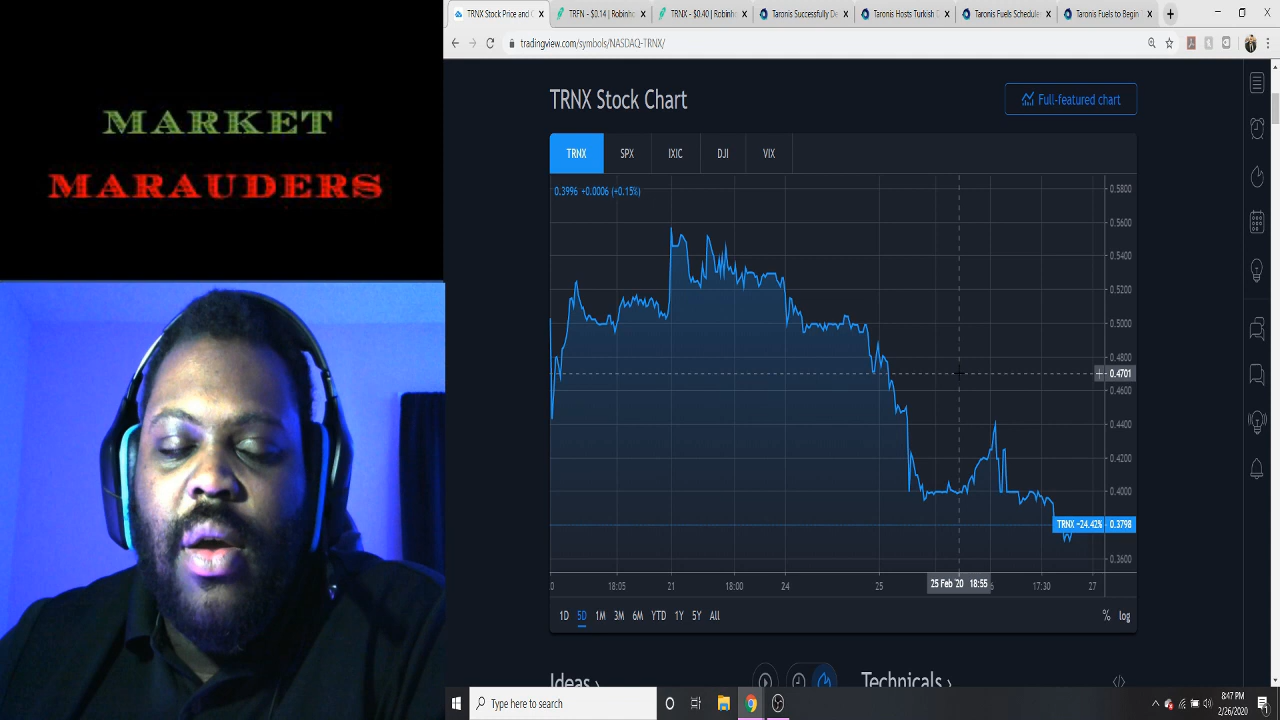 MARKET
MARAUDERS
TRNX Stock Price and C
TRFN - $0.14 | Robinho
TRNX - $0.40 | Robinh
Taronis Successfully De
Taronis Hosts Turkish D
Taronis Fuels Schedule
Taronis Fuels to Begin
tradingview.com/symbols/NASDAQ-TRNX/
TRNX Stock Chart
Full-featured chart
TRNX SPX IXIC DJI VIX
0.3996 +0.0006 (+0.15%)
0.5800
0.5600
0.5400
0.5200
0.5000
0.4800
0.4701
0.4600
0.4400
0.4200
0.4000
TRNX -24.42% 0.3798
0.3600
0 18:05 21 18:00 24 25 25 Feb '20 18:55 6 17:30 27
1D 5D 1M 3M 6M YTD 1Y 5Y All % log
Ideas
Technicals
Type here to search
8:47 PM
2/26/2020